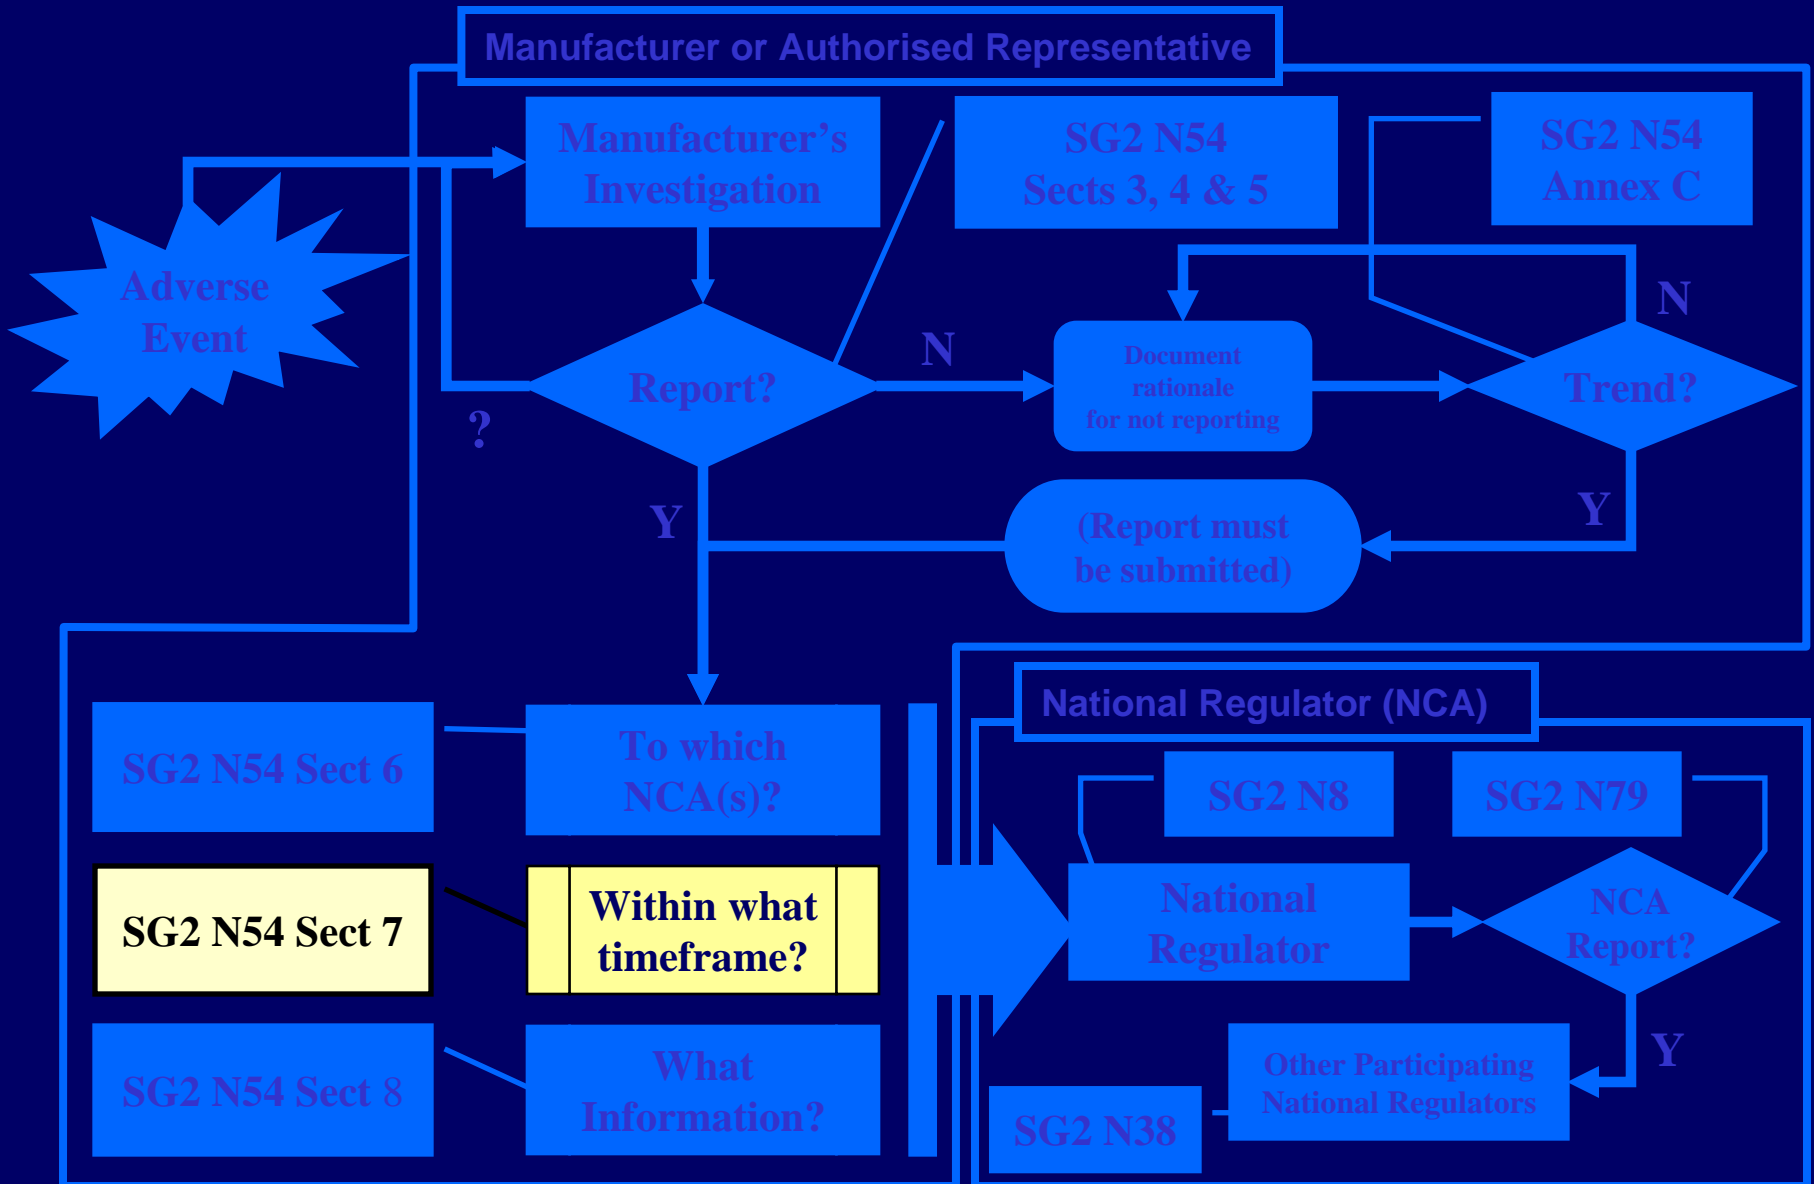 Manufacturer or Authorised Representative
Manufacturer's
Investigation
SG2 N54
Sects 3, 4 & 5
SG2 N54
Annex C
Adverse
Event
Report?
?
N
Document
rationale
for not reporting
Trend?
N
Y
Y
(Report must
be submitted)
SG2 N54 Sect 6
To which
NCA(s)?
SG2 N54 Sect 7
Within what
timeframe?
SG2 N54 Sect 8
What
Information?
National Regulator (NCA)
SG2 N8
SG2 N79
National
Regulator
NCA
Report?
Y
Other Participating
National Regulators
SG2 N38